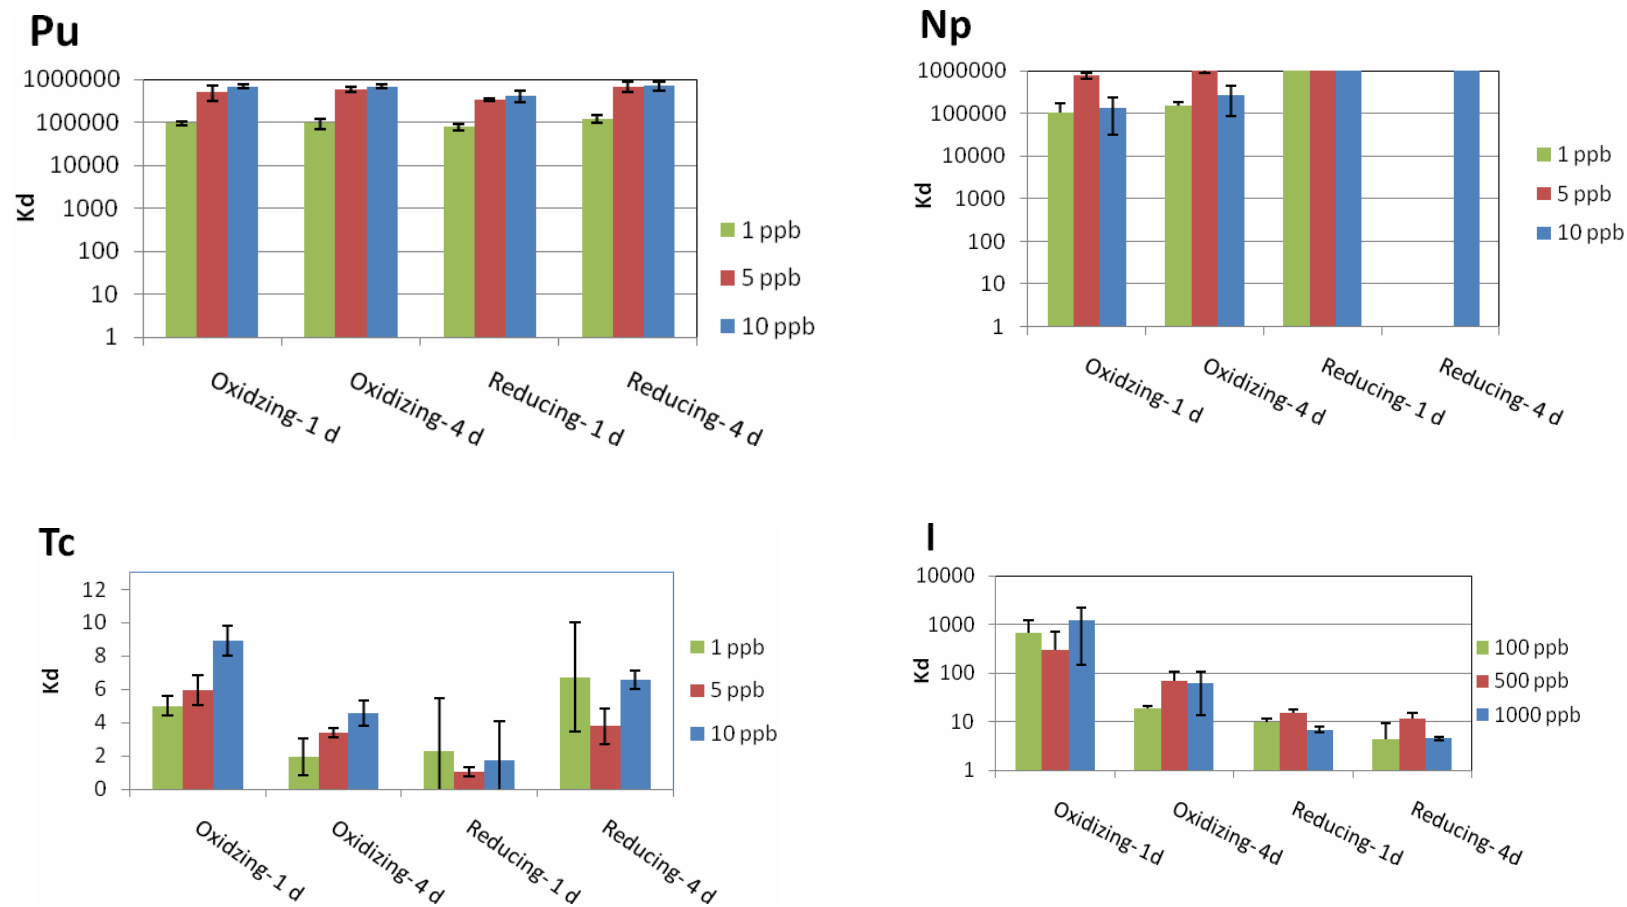 Pu
1000000
100000
10000
1000
100
10
1
Kd
Oxidzing- 1 d
Oxidizing- 4 d
Reducing- 1 d
Reducing- 4 d
1 ppb
5 ppb
10 ppb
Np
1000000
100000
10000
1000
100
10
1
Kd
Oxidzing- 1 d
Oxidizing- 4 d
Reducing- 1 d
Reducing- 4 d
1 ppb
5 ppb
10 ppb
Tc
12
10
8
6
4
2
0
Kd
Oxidzing- 1 d
Oxidizing- 4 d
Reducing- 1 d
Reducing- 4 d
1 ppb
5 ppb
10 ppb
I
10000
1000
100
10
1
Kd
Oxidizing- 1d
Oxidizing- 4d
Reducing- 1d
Reducing- 4d
100 ppb
500 ppb
1000 ppb